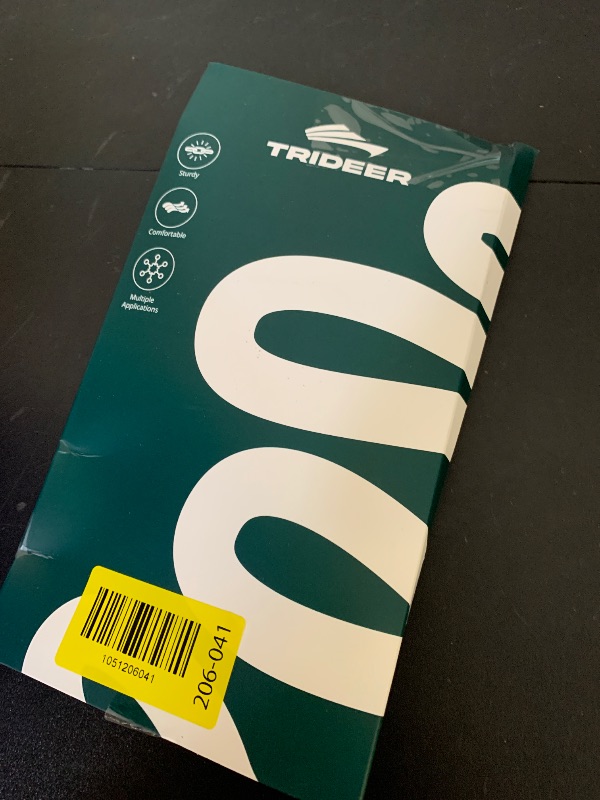 TRIDEER
Sturdy
Comfortable
Multiple
Applications
1051206041
206-041